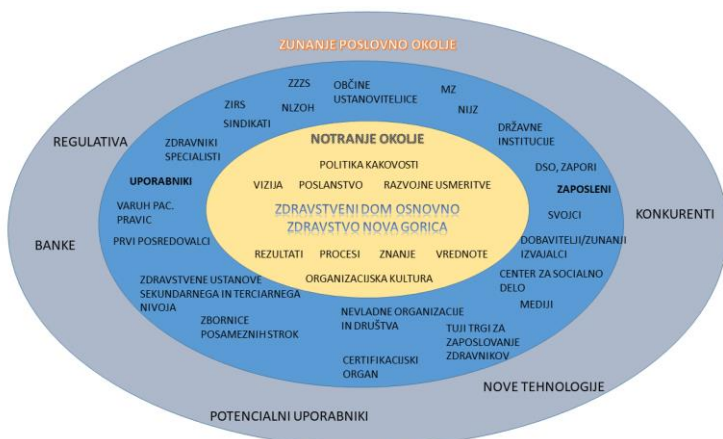 ZUNANJE POSLOVNO OKOLJE
ZZZS
OBČINE
USTANOVITELJICE
MZ
ZIRS
NLZOH
NIJZ
SINDIKATI
DRŽAVNE
INSTITUCIJE
REGULATIVA
ZDRAVNIKI
SPECIALISTI
NOTRANJE OKOLJE
POLITIKA KAKOVOSTI
DSO, ZAPORI
UPORABNIKI
VIZIJA
POSLANSTVO
RAZVOJNE USMERITVE
ZAPOSLENI
VARUH PAC.
PRAVIC
ZDRAVSTVENI DOM OSNOVNO
ZDRAVSTVO NOVA GORICA
SVOJCI
KONKURENTI
BANKE
PRVI POSREDOVALCI
DOBAVITELJI/ZUNANJI
IZVAJALCI
REZULTATI
PROCESI
ZNANJE
VREDNOTE
ORGANIZACIJSKA KULTURA
CENTER ZA SOCIALNO
DELO
ZDRAVSTVENE USTANOVE
SEKUNDARNEGA IN TERCIARNEGA
NIVOJA
MEDIJI
ZBORNICE
POSAMEZNIH STROK
NEVLADNE ORGANIZACIJE
IN DRUŠTVA
TUJI TRGI ZA
ZAPOSLOVANJE
ZDRAVNIKOV
CERTIFIKACIJSKI
ORGAN
NOVE TEHNOLOGIJE
POTENCIALNI UPORABNIKI